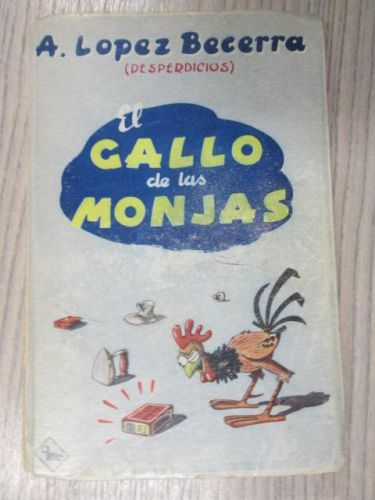 A. LOPEZ BECERRA
(DESPERDICIOS)
El
GALLO
de las
MONJAS